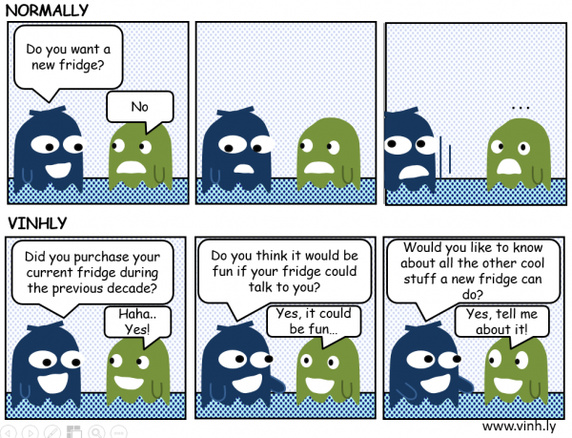 NORMALLY
Do you want a
new fridge?
No
...
VINHLY
Did you purchase your
current fridge during
the previous decade?
Haha..
Yes!
Do you think it would be
fun if your fridge could
talk to you?
Yes, it could
be fun...
Would you like to know
about all the other cool
stuff a new fridge can
do?
Yes, tell me
about it!
www.vinh.ly